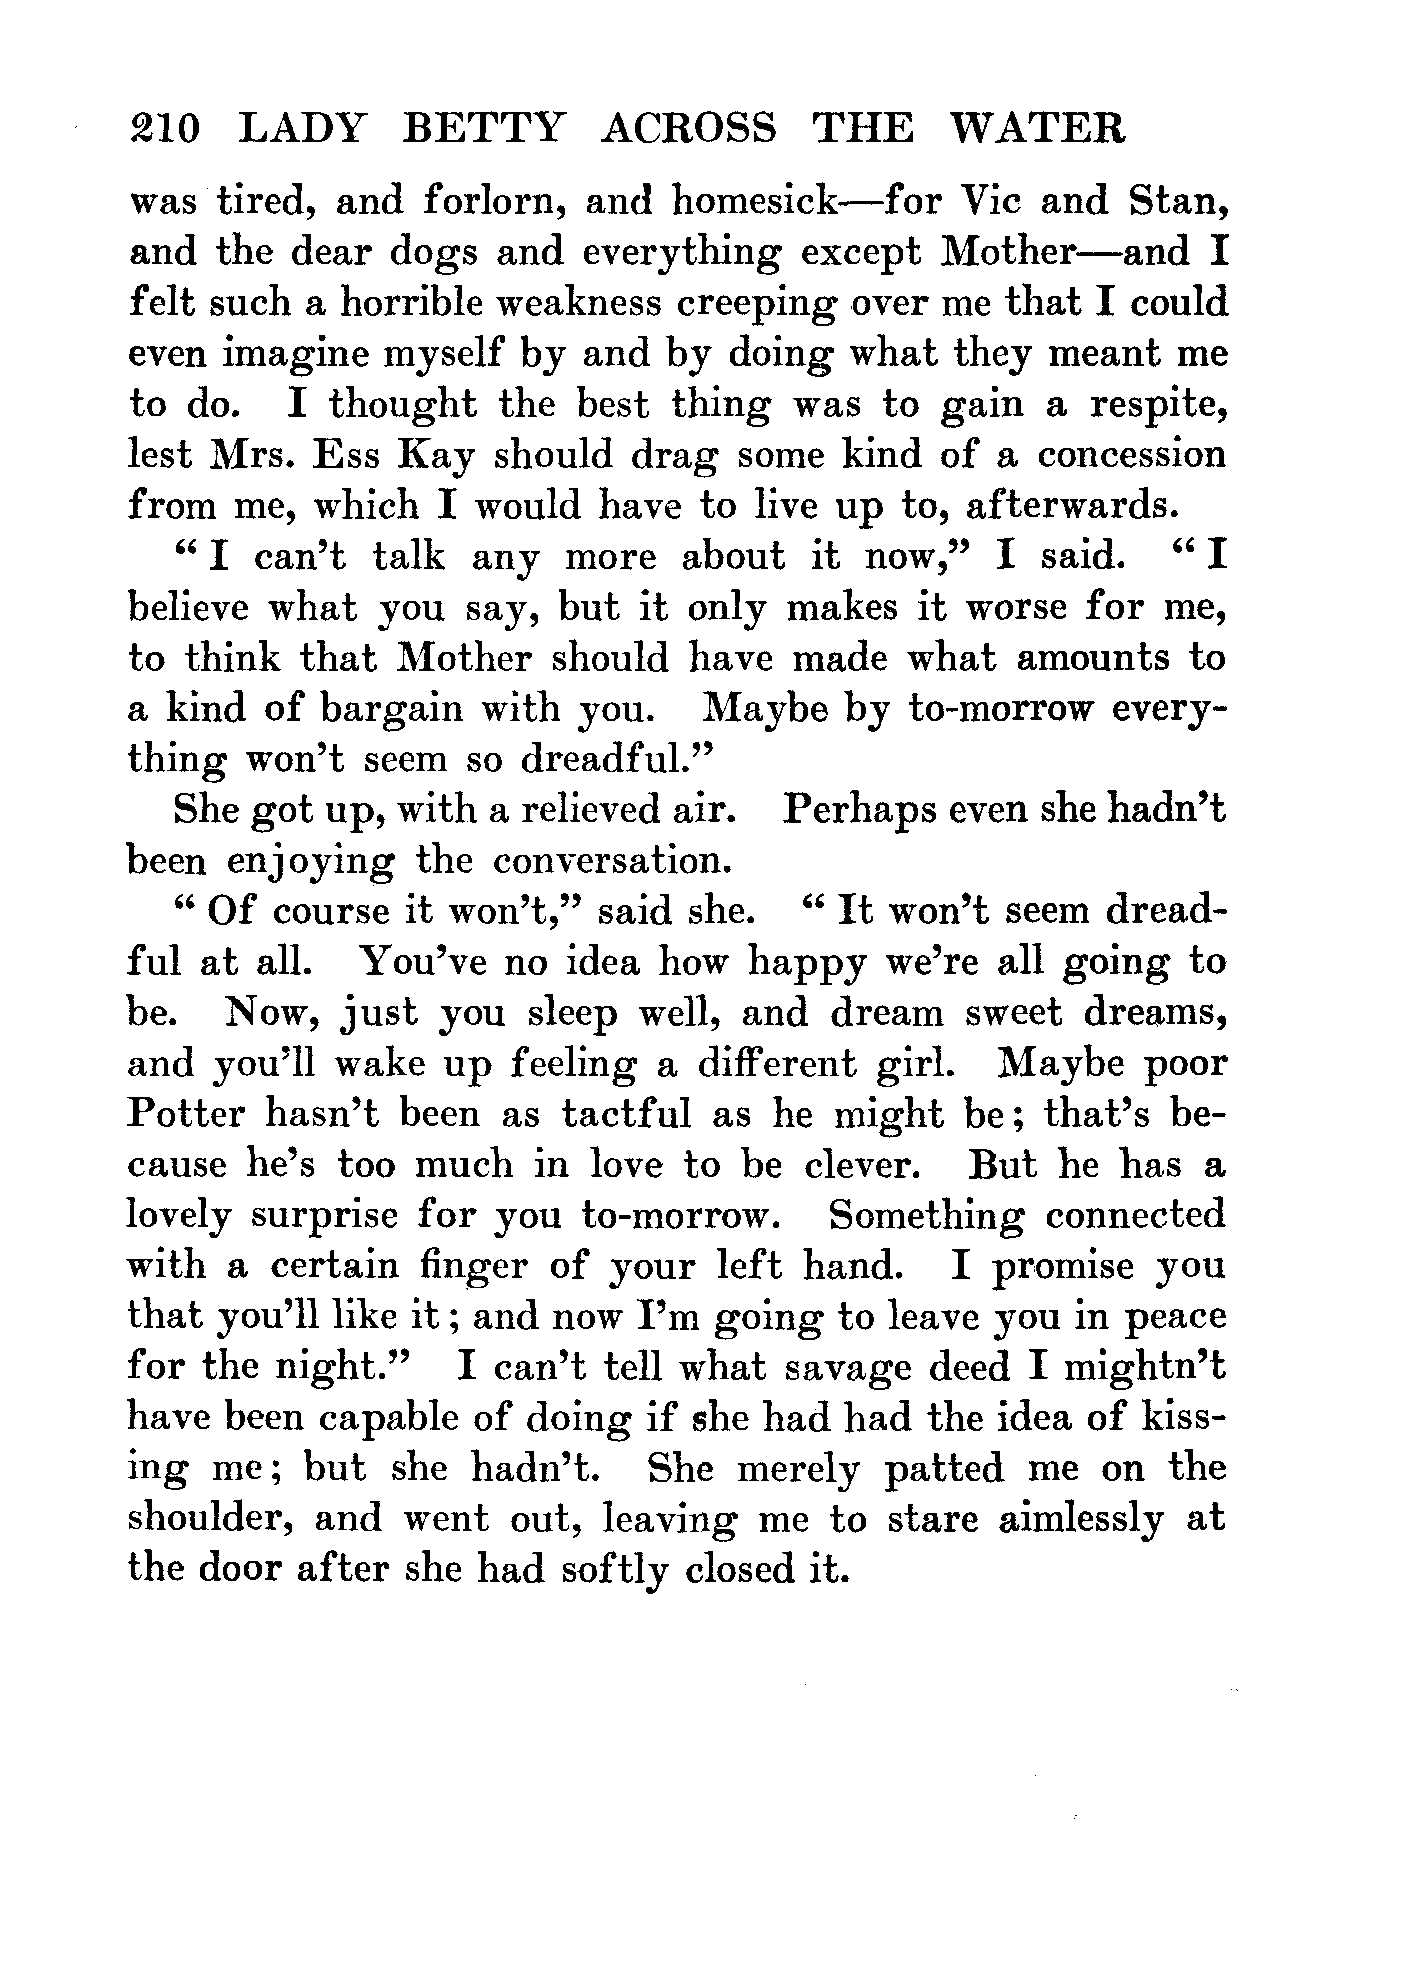 210 LADY BETTY ACROSS THE WATER
was tired, and forlorn, and homesick—for Vic and Stan,
and the dear dogs and everything except Mother—and I
felt such a horrible weakness creeping over me that I could
even imagine myself by and by doing what they meant me
to do. I thought the best thing was to gain a respite,
lest Mrs. Ess Kay should drag some kind of a concession
from me, which I would have to live up to, afterwards.
“ I can’t talk any more about it now,” I said. “ I
believe what you say, but it only makes it worse for me,
to think that Mother should have made what amounts to
a kind of bargain with you. Maybe by to-morrow every-
thing won’t seem so dreadful.”
She got up, with a relieved air. Perhaps even she hadn’t
been enjoying the conversation.
“ Of course it won’t,” said she. “ It won’t seem dread-
ful at all. You’ve no idea how happy we’re all going to
be. Now, just you sleep well, and dream sweet dreams,
and you’ll wake up feeling a different girl. Maybe poor
Potter hasn’t been as tactful as he might be; that’s be-
cause he’s too much in love to be clever. But he has a
lovely surprise for you to-morrow. Something connected
with a certain finger of your left hand. I promise you
that you’ll like it; and now I’m going to leave you in peace
for the night.” I can’t tell what savage deed I mightn’t
have been capable of doing if she had had the idea of kiss-
ing me; but she hadn’t. She merely patted me on the
shoulder, and went out, leaving me to stare aimlessly at
the door after she had softly closed it.